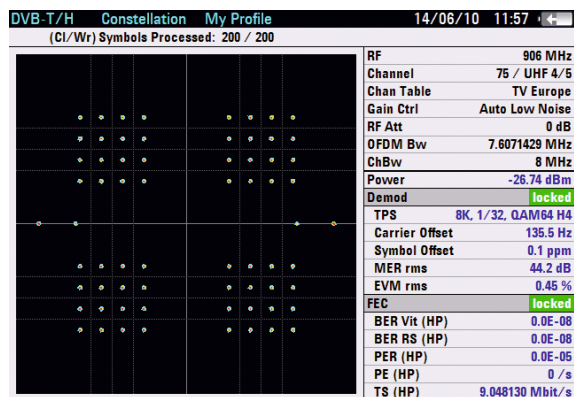 DVB-T/H Constellation My Profile 14/06/10 11:57
(Cl/Wr) Symbols Processed: 200 / 200
RF 906 MHz
Channel 75 / UHF 4/5
Chan Table TV Europe
Gain Ctrl Auto Low Noise
RF Att 0 dB
OFDM Bw 7.6071429 MHz
ChBw 8 MHz
Power -26.74 dBm
Demod locked
TPS 8K, 1/32, QAM64 H4
Carrier Offset 135.5 Hz
Symbol Offset 0.1 ppm
MER rms 44.2 dB
EVM rms 0.45 %
FEC locked
BER Vit (HP) 0.0E-08
BER RS (HP) 0.0E-08
PER (HP) 0.0E-05
PE (HP) 0 /s
TS (HP) 9.048130 Mbit/s